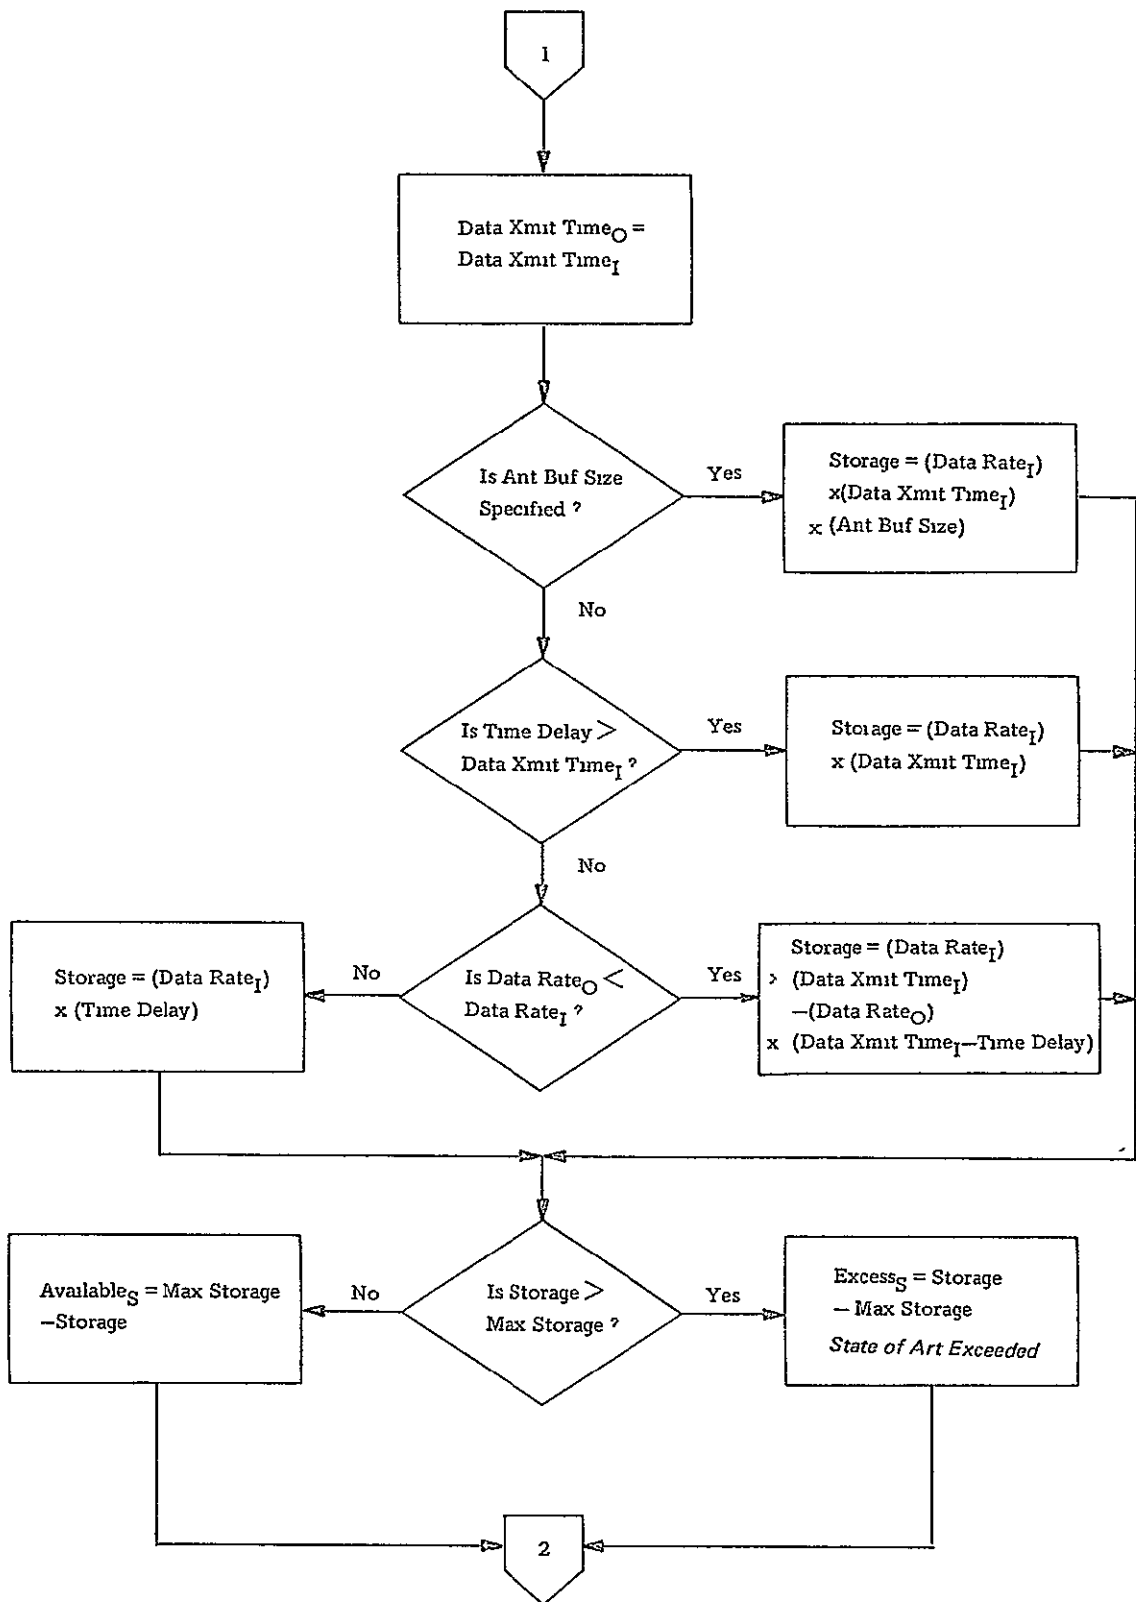 1
Data Xmit Time_O =
Data Xmit Time_I
Is Ant Buf Size
Specified ?
Yes
Storage = (Data Rate_I)
x(Data Xmit Time_I)
x (Ant Buf Size)
No
Is Time Delay >
Data Xmit Time_I ?
Yes
Storage = (Data Rate_I)
x (Data Xmit Time_I)
No
Storage = (Data Rate_I)
x (Time Delay)
No
Is Data Rate_O <
Data Rate_I ?
Yes
Storage = (Data Rate_I)
> (Data Xmit Time_I)
—(Data Rate_O)
x (Data Xmit Time_I—Time Delay)
Available_S = Max Storage
—Storage
No
Is Storage >
Max Storage ?
Yes
Excess_S = Storage
— Max Storage
State of Art Exceeded
2